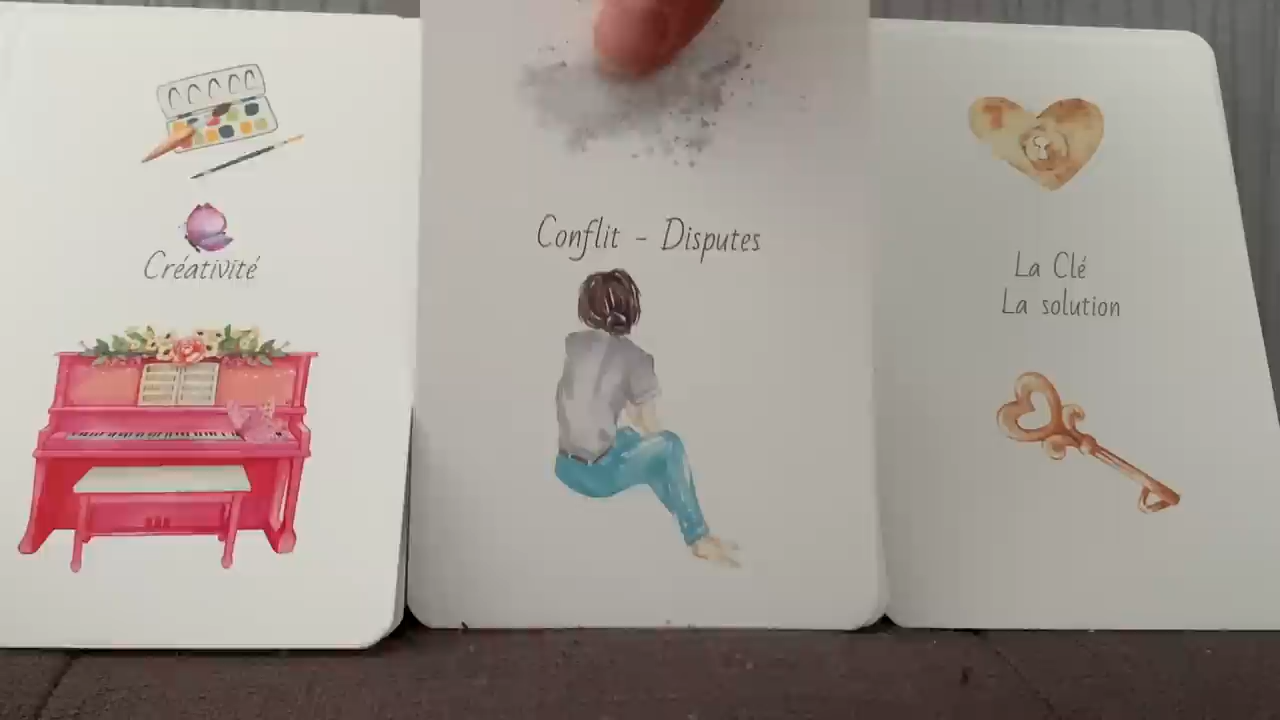 Créativité
Conflit - Disputes
La Clé
La solution